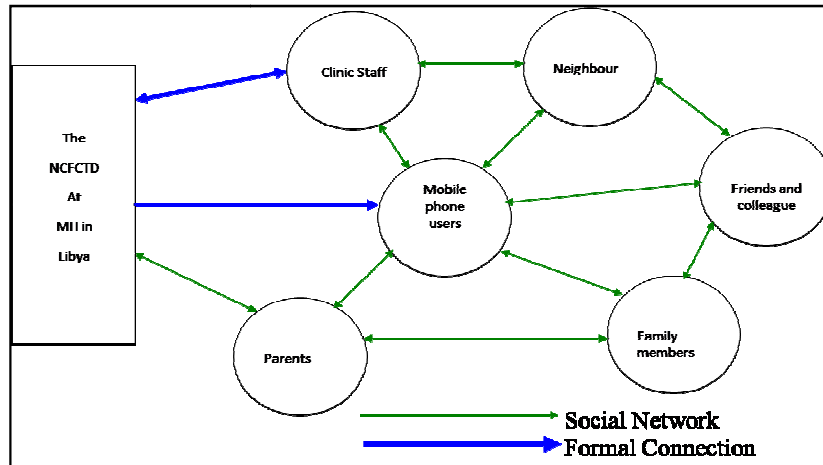 The
NCFCTD
At
MH in
Libya
Clinic Staff
Neighbour
Mobile
phone
users
Friends and
colleague
Parents
Family
members
Social Network
Formal Connection